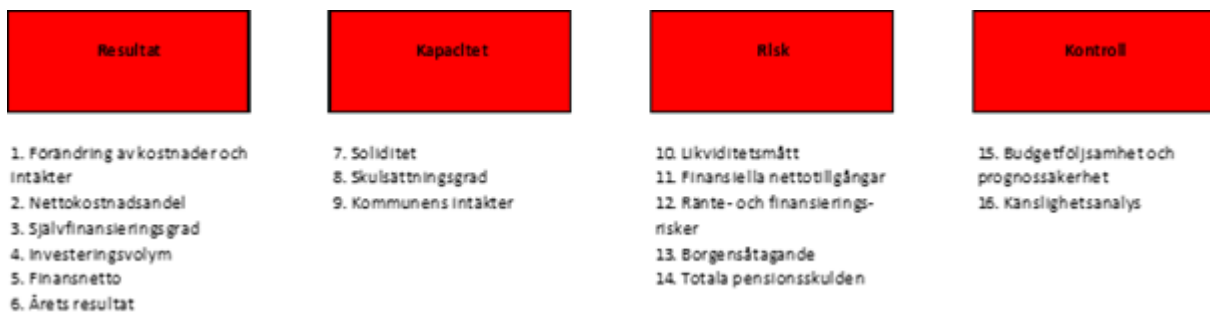 Resultat
1. Förändring av kostnader och
intäkter
2. Nettokostnadsandel
3. Självfinansieringsgrad
4. Investeringsvolym
5. Finansnetto
6. Årets resultat
Kapacitet
7. Soliditet
8. Skulsättningsgrad
9. Kommunens intäkter
Risk
10. Likviditetsmått
11. Finansiella nettotillgångar
12. Ränte- och finansierings-
risker
13. Borgensåtagande
14. Totala pensionsskulden
Kontroll
15. Budgetföljsamhet och
prognossäkerhet
16. Känslighetsanalys